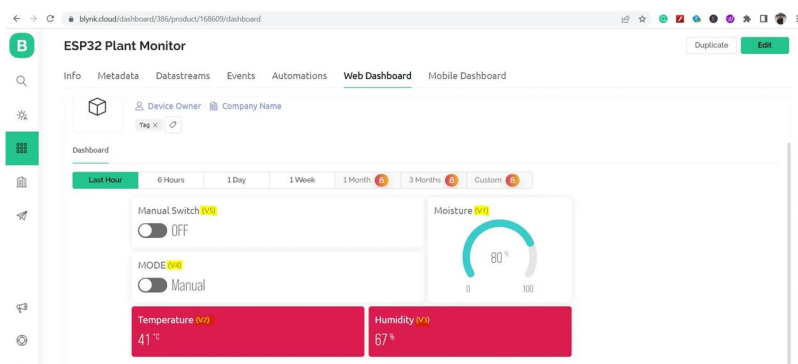 blynk.cloud/dashboard/386/product/168609/dashboard
B
ESP32 Plant Monitor
Duplicate
Edit
Info Metadata Datastreams Events Automations Web Dashboard Mobile Dashboard
Device Owner Company Name
Tag ×
Dashboard
Last Hour 6 Hours 1 Day 1 Week 1 Month 3 Months Custom
Manual Switch (V5)
OFF
Moisture (V1)
80 %
0 100
MODE (V4)
Manual
Temperature (V2)
41 °C
Humidity (V3)
67 %